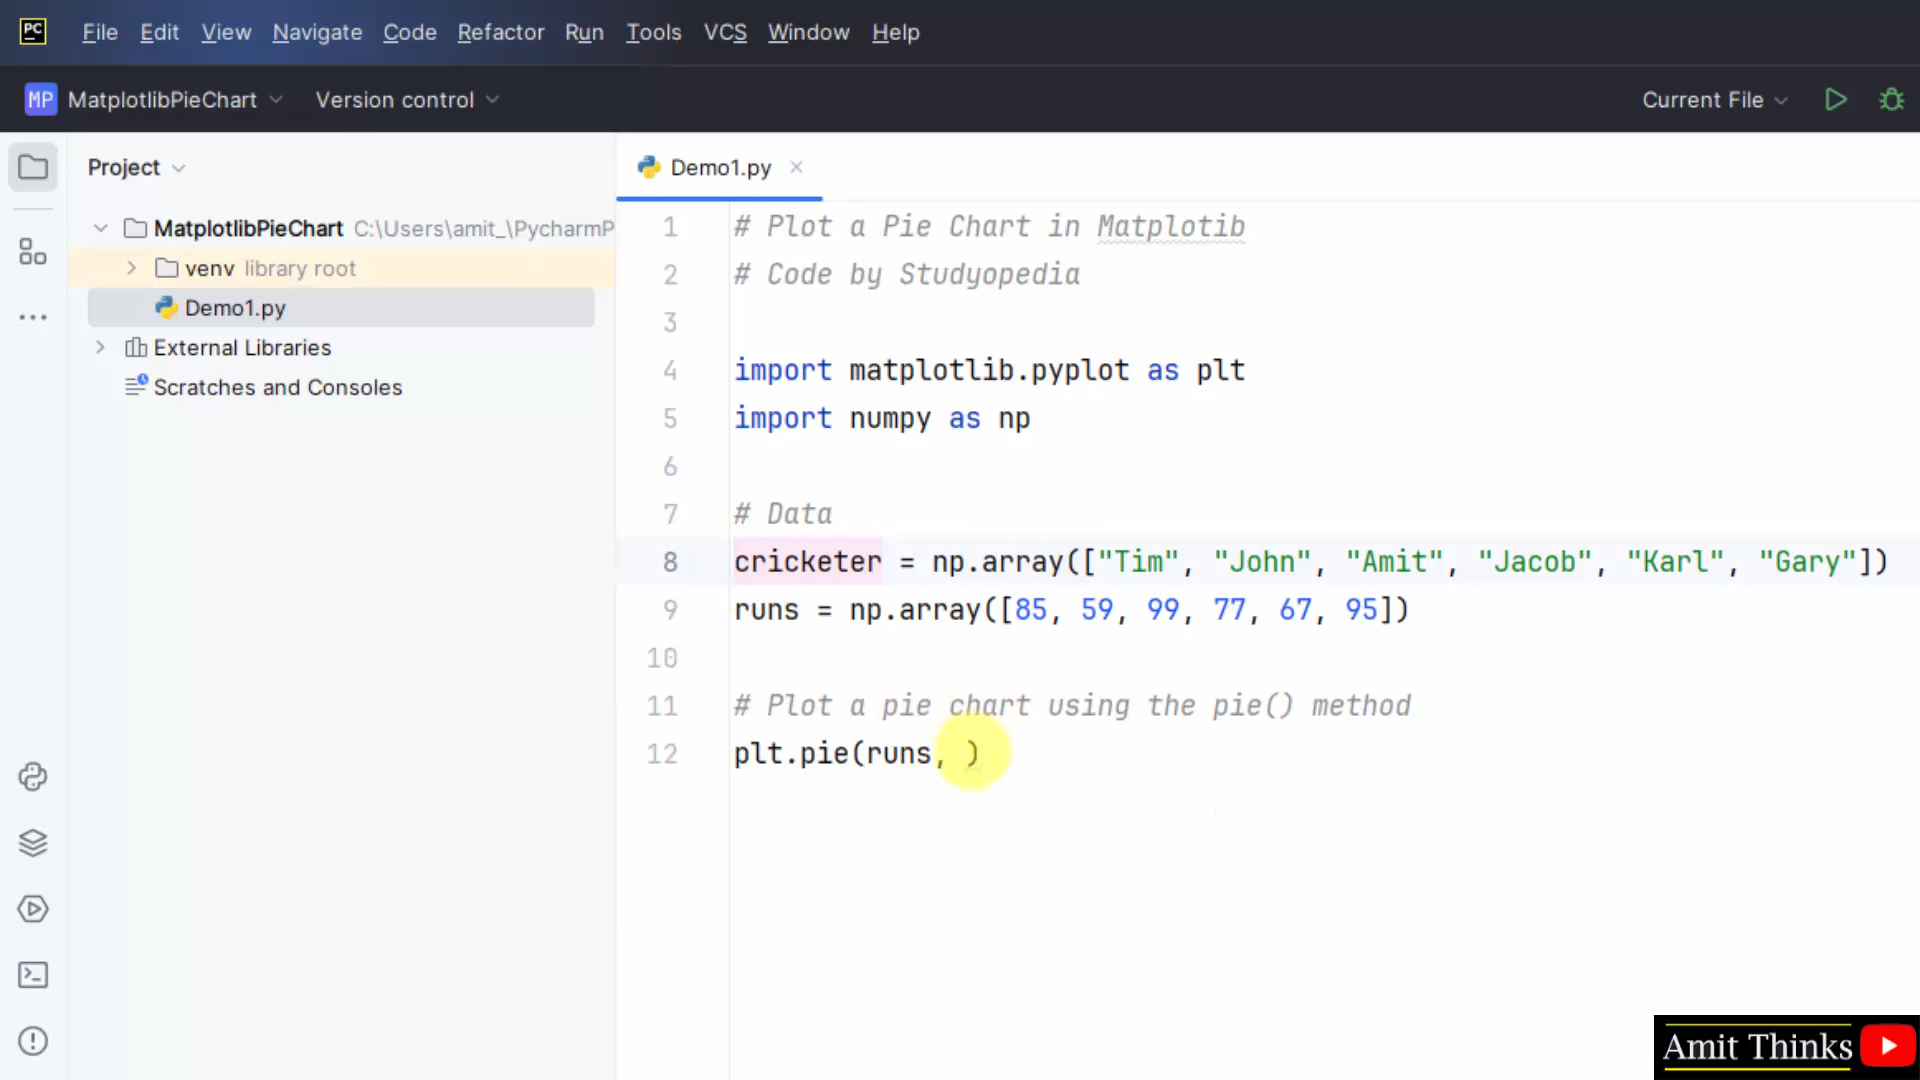 PC File Edit View Navigate Code Refactor Run Tools VCS Window Help
MP MatplotlibPieChart Version control Current File
Project
Demo1.py
MatplotlibPieChart C:\Users\amit_\PycharmP
venv library root
Demo1.py
External Libraries
Scratches and Consoles
1 # Plot a Pie Chart in Matplotib
2 # Code by Studyopedia
3
4 import matplotlib.pyplot as plt
5 import numpy as np
6
7 # Data
8 cricketer = np.array(["Tim", "John", "Amit", "Jacob", "Karl", "Gary"])
9 runs = np.array([85, 59, 99, 77, 67, 95])
10
11 # Plot a pie chart using the pie() method
12 plt.pie(runs, )
Amit Thinks